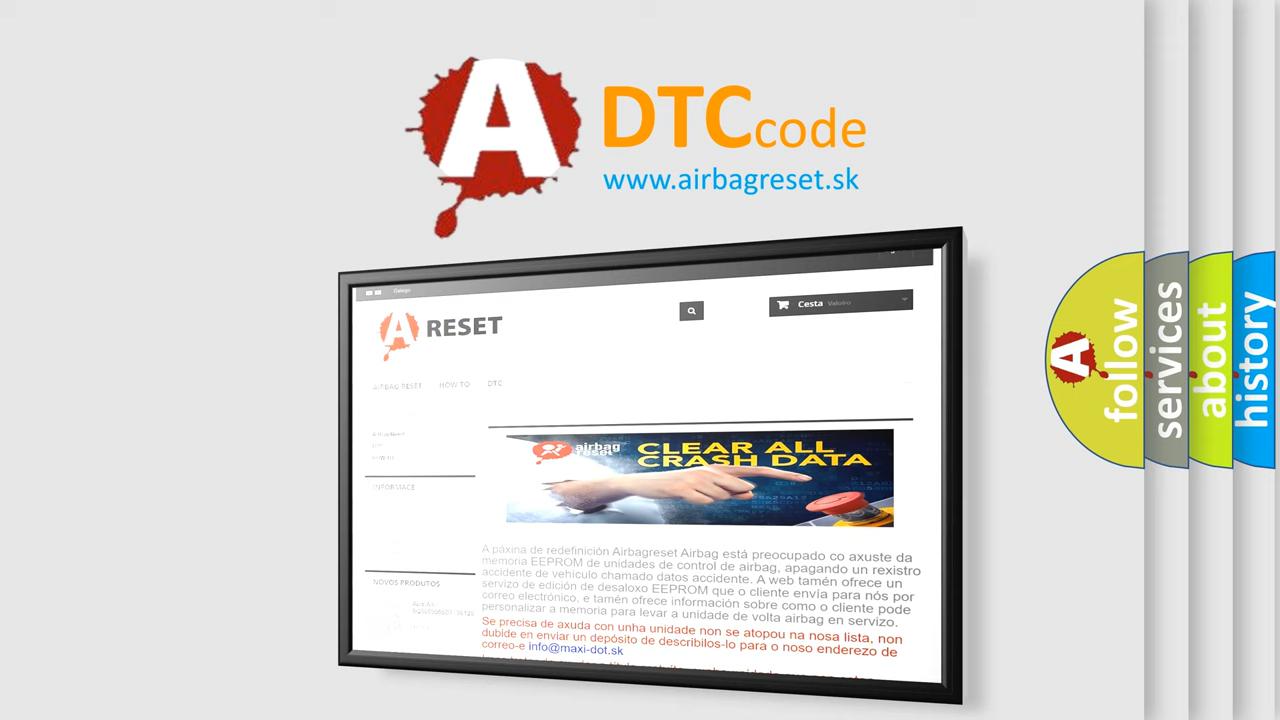 A DTCcode
www.airbagreset.sk
Galego
A RESET
Cesta Valeiro
AIRBAG RESET HOW TO DTC
airbag
reset
CLEAR ALL
CRASH DATA
INFORMACE
NOVOS PRODUTOS
A páxina de redefinición Airbagreset Airbag está preocupado co axuste da
memoria EEPROM de unidades de control de airbag, apagando un rexistro
accidente de vehículo chamado datos accidente. A web tamén ofrece un
servizo de edición de desaloxo EEPROM que o cliente envía para nós por
correo electrónico, e tamén ofrece información sobre como o cliente pode
personalizar a memoria para levar a unidade de volta airbag en servizo.
Se precisa de axuda con unha unidade non se atopou na nosa lista, non
dubide en enviar un depósito de describilos-lo para o noso enderezo de
correo-e info@maxi-dot.sk
A
follow
services
about
history